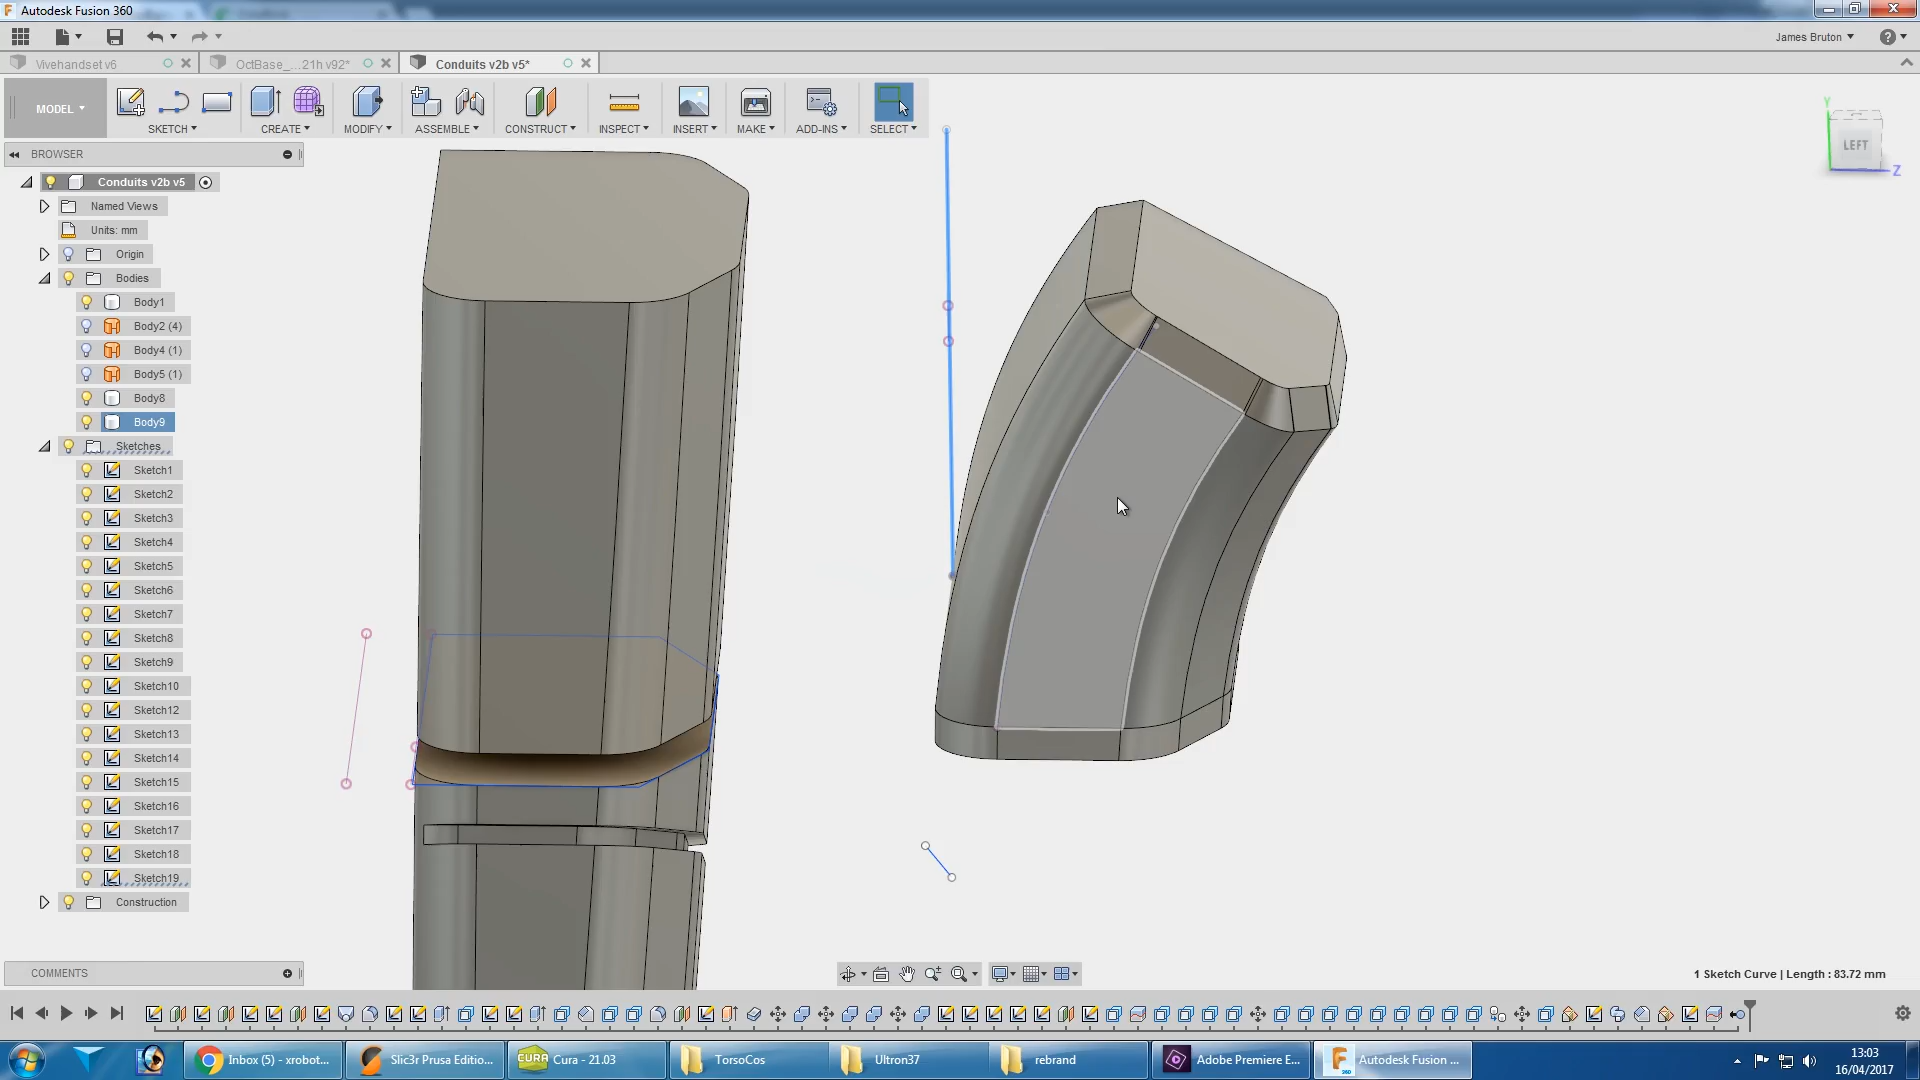 Autodesk Fusion 360
James Bruton
Vivehandset v6
OctBase_...21h v92*
Conduits v2b v5*
MODEL
SKETCH
CREATE
MODIFY
ASSEMBLE
CONSTRUCT
INSPECT
INSERT
MAKE
ADD-INS
SELECT
Y
LEFT
Z
BROWSER
Conduits v2b v5
Named Views
Units: mm
Origin
Bodies
Body1
Body2 (4)
Body4 (1)
Body5 (1)
Body8
Body9
Sketches
Sketch1
Sketch2
Sketch3
Sketch4
Sketch5
Sketch6
Sketch7
Sketch8
Sketch9
Sketch10
Sketch12
Sketch13
Sketch14
Sketch15
Sketch16
Sketch17
Sketch18
Sketch19
Construction
COMMENTS
1 Sketch Curve | Length : 83.72 mm
Inbox (5) - xrobot...
Slic3r Prusa Editio...
CURA
Cura - 21.03
TorsoCos
Ultron37
rebrand
Adobe Premiere E...
Autodesk Fusion ...
13:03
16/04/2017